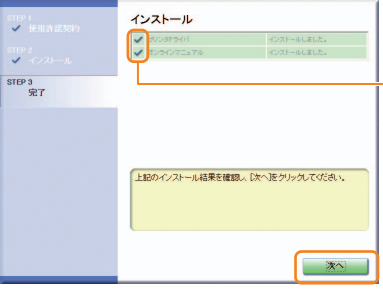 STEP 1
使用許諾契約
STEP 2
インストール
STEP 3
完了
インストール
プリンタドライバ インストールしました。
オンラインマニュアル インストールしました。
上記のインストール結果を確認し、[次へ]をクリックしてください。
次へ